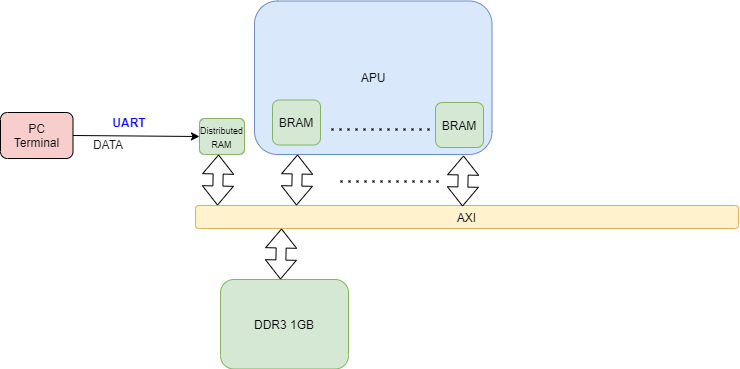 APU
BRAM
BRAM
PC
Terminal
UART
DATA
Distributed
RAM
AXI
DDR3 1GB